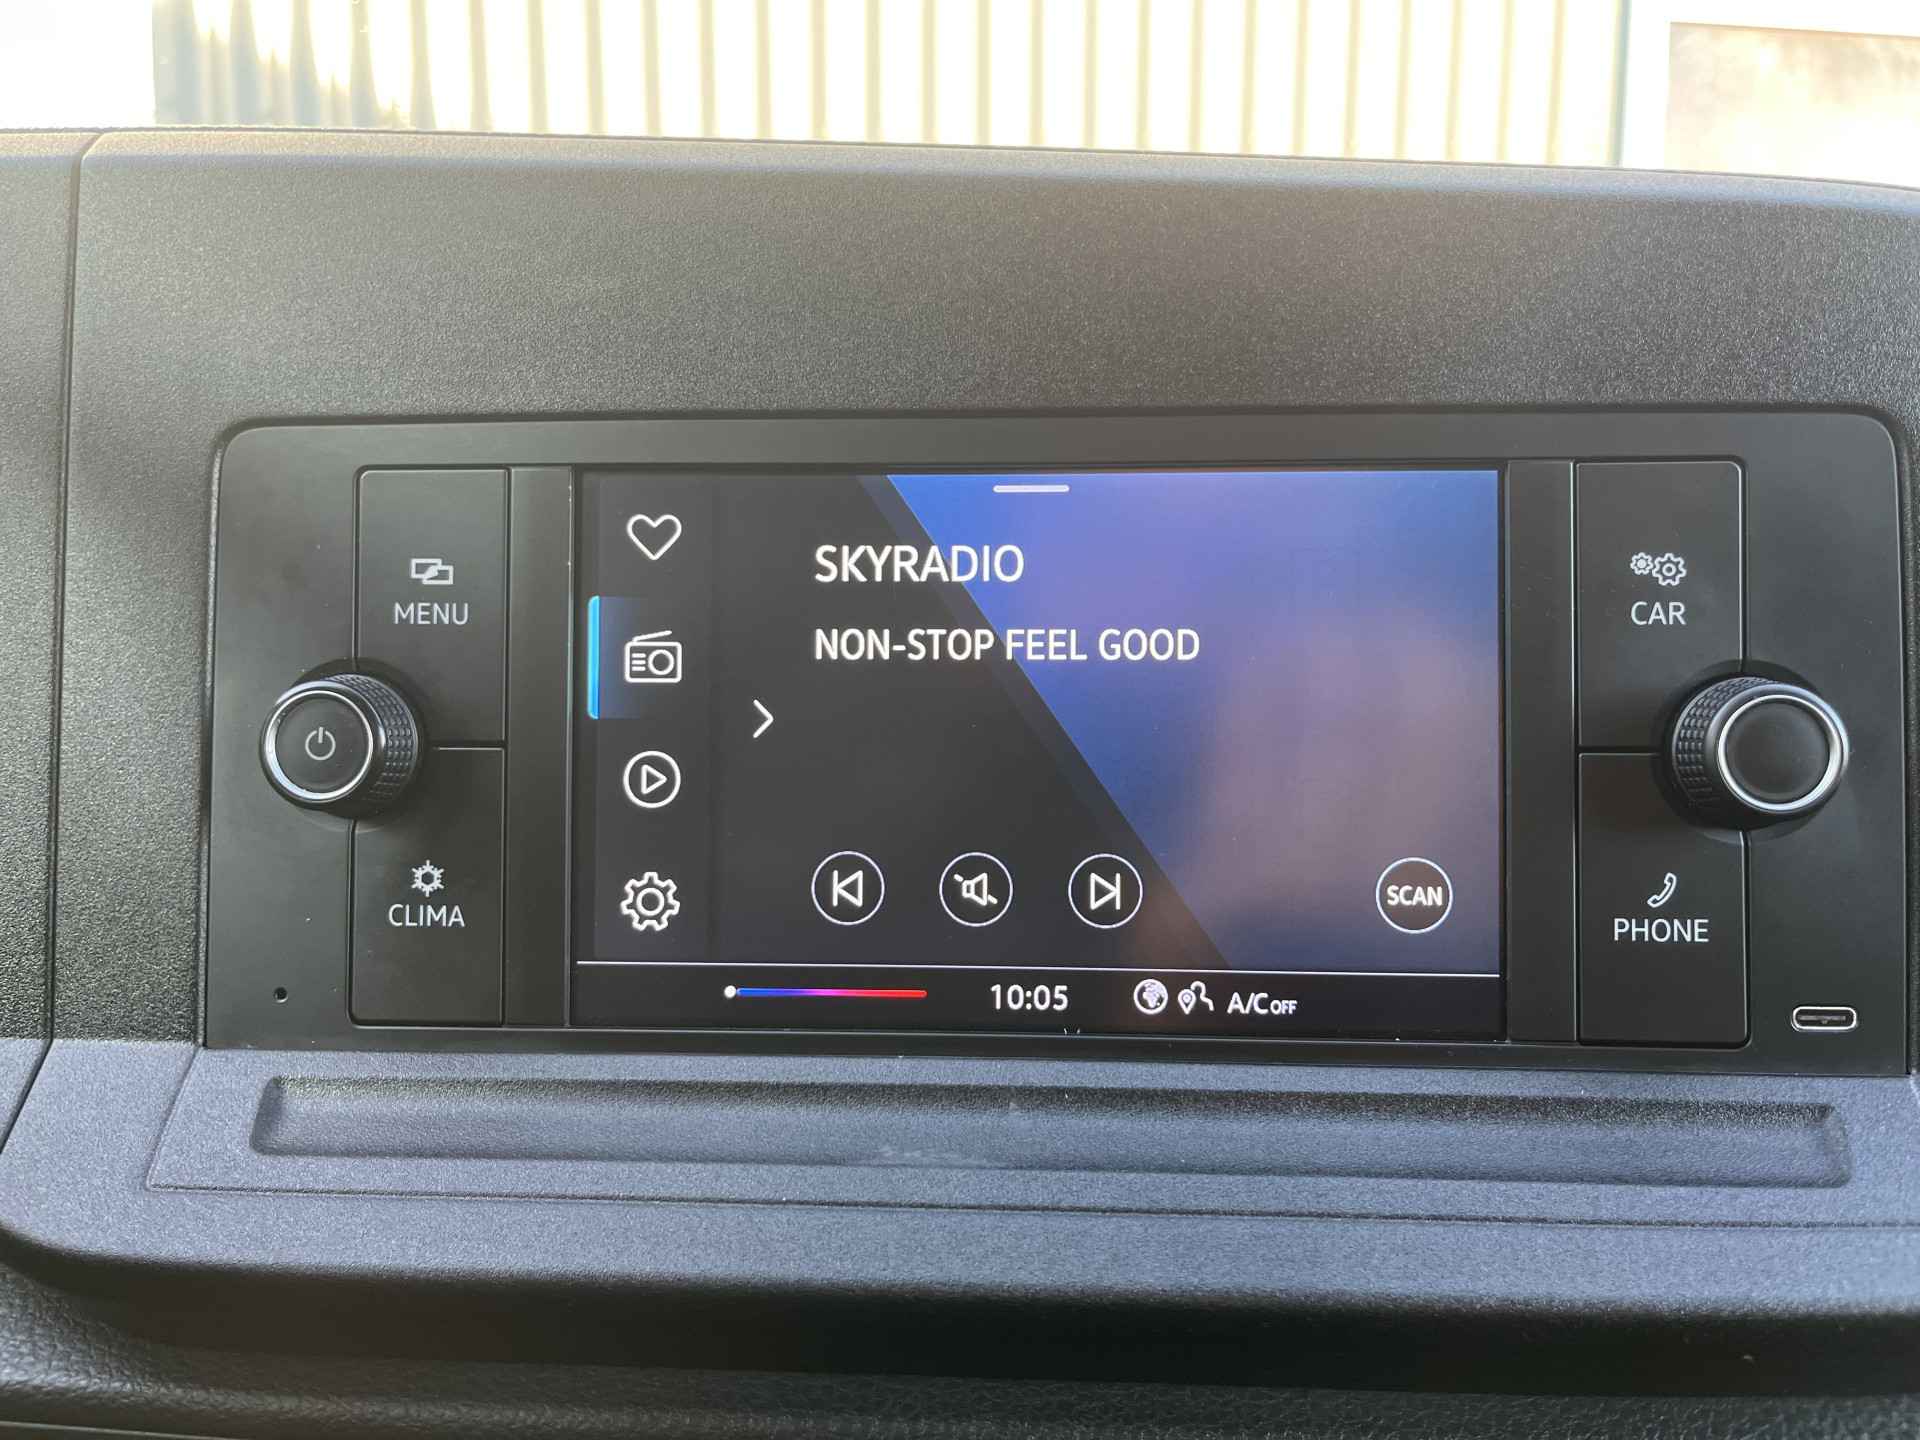 MENU
CLIMA
SKYRADIO
NON-STOP FEEL GOOD
SCAN
10:05
A/C OFF
CAR
PHONE